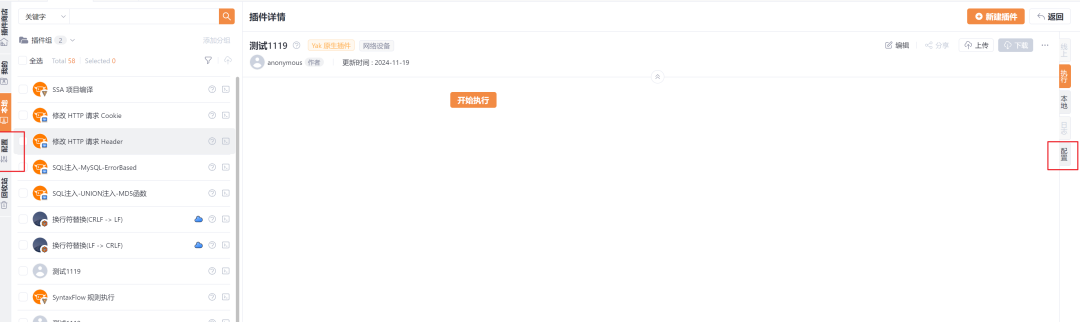 插件商店
我的
本地
配置
回收站
关键字
插件组 2
添加分组
全选 Total 58 Selected 0
SSA 项目编译
修改 HTTP 请求 Cookie
修改 HTTP 请求 Header
SQL注入-MySQL-ErrorBased
SQL注入-UNION注入-MD5函数
换行符替换(CRLF -> LF)
换行符替换(LF -> CRLF)
测试1119
SyntaxFlow 规则执行
插件详情
新建插件
返回
测试1119 Yak 原生插件 网络设备
编辑 分享 上传 下载 ...
anonymous 作者 更新时间 : 2024-11-19
开始执行
线上
执行
本地
日志
配置